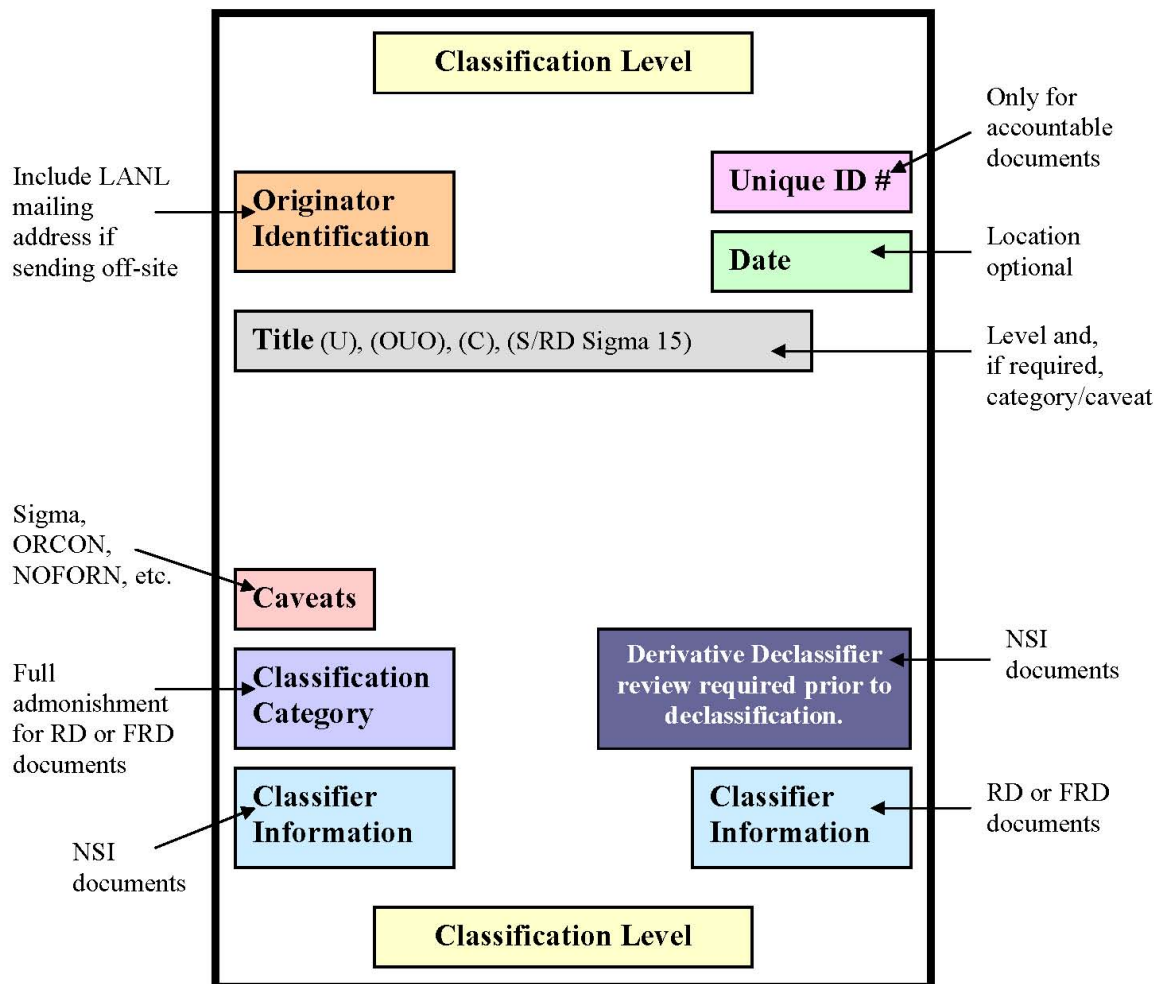 Classification Level
Only for
accountable
documents
Unique ID #
Include LANL
mailing
address if
sending off-site
Originator
Identification
Date
Location
optional
Title (U), (OUO), (C), (S/RD Sigma 15)
Level and,
if required,
category/caveat
Sigma,
ORCON,
NOFORN, etc.
Caveats
Full
admonishment
for RD or FRD
documents
Classification
Category
Derivative Declassifier
review required prior to
declassification.
NSI
documents
Classifier
Information
NSI
documents
Classifier
Information
RD or FRD
documents
Classification Level